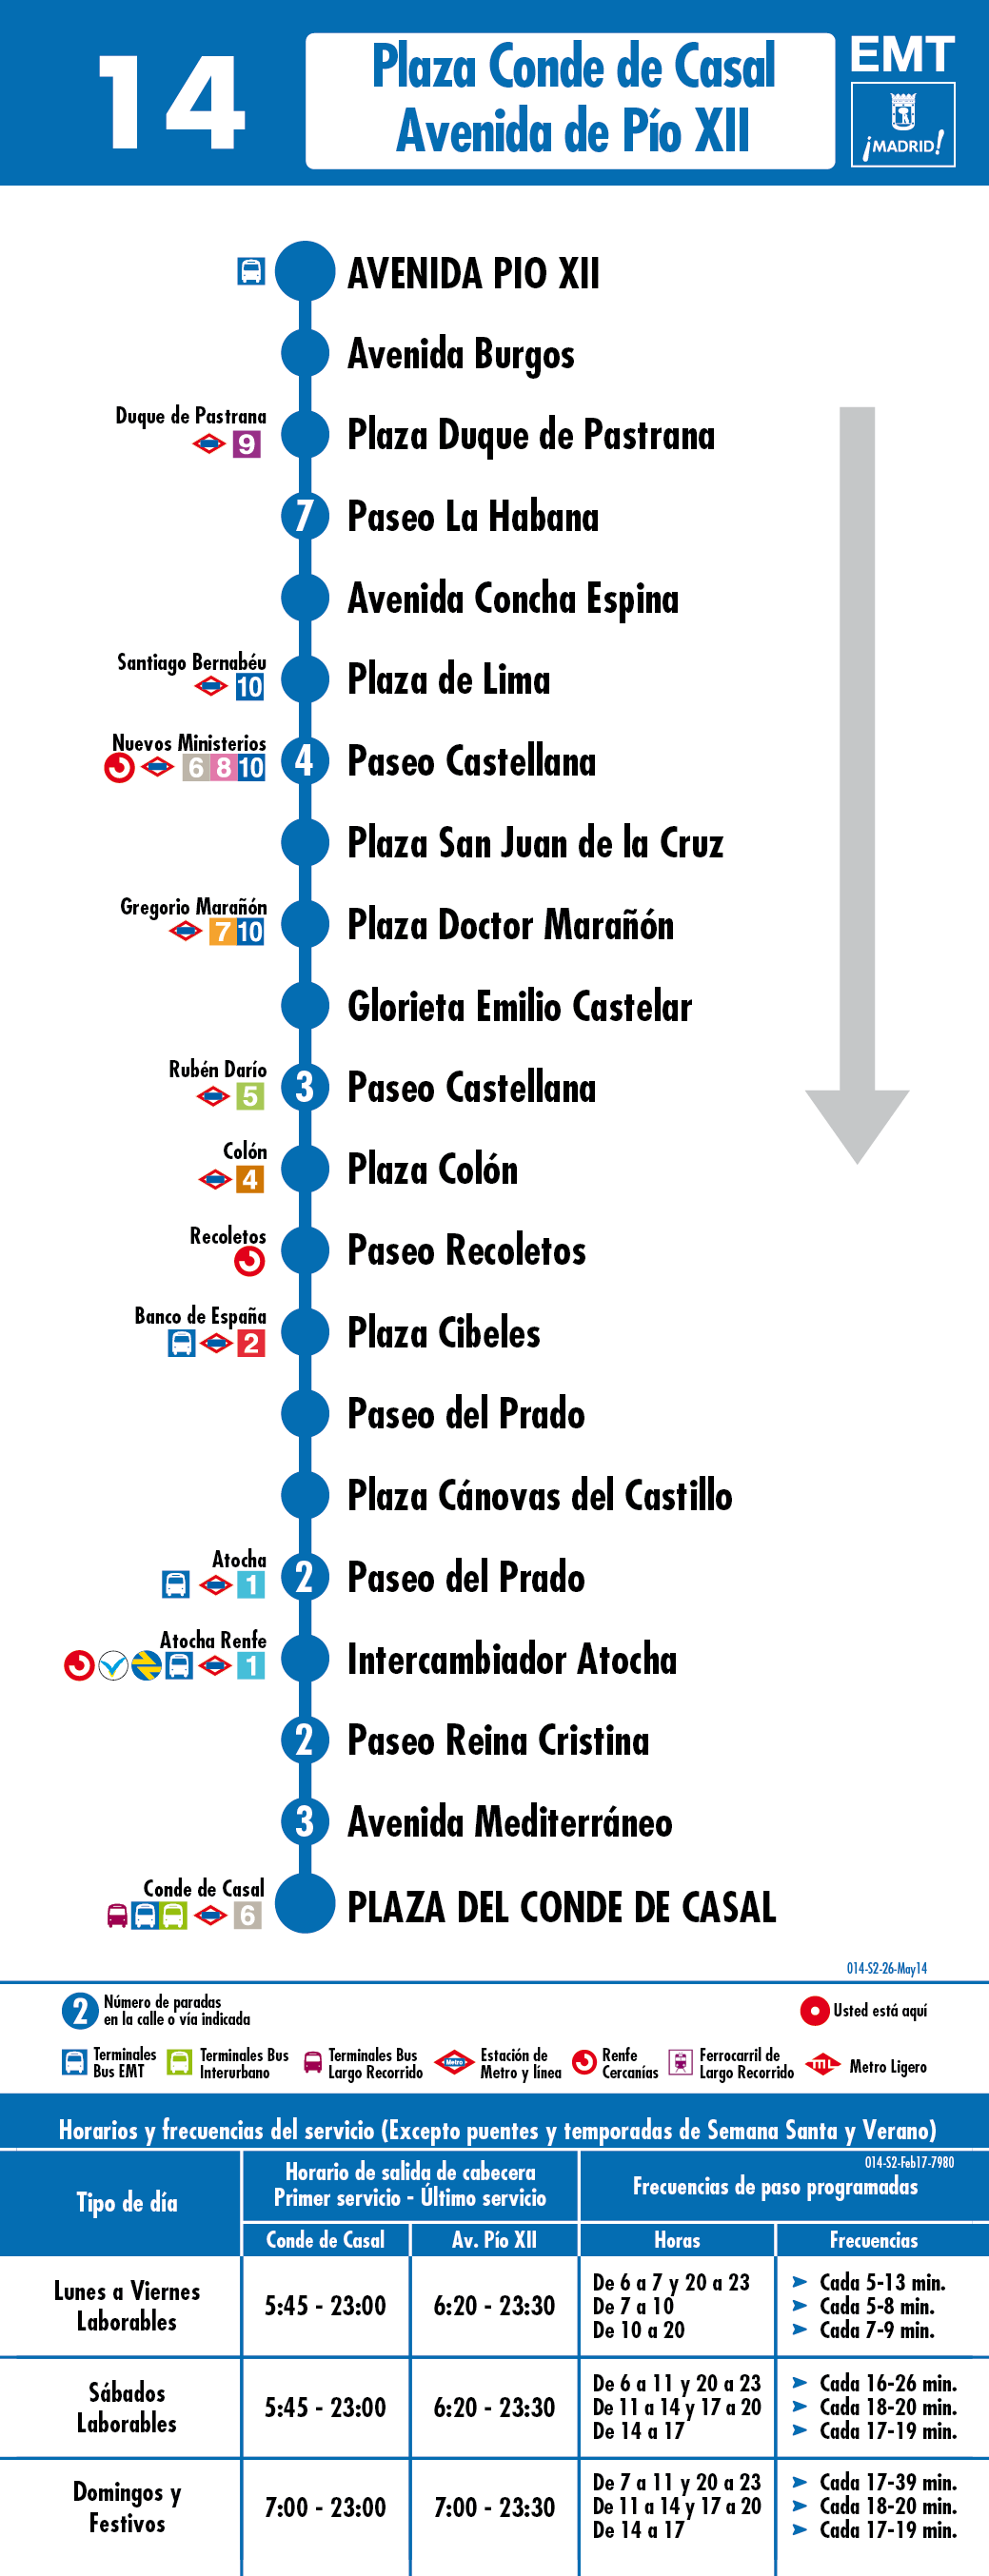 14
Plaza Conde de Casal
Avenida de Pío XII
EMT
¡MADRID!
AVENIDA PIO XII
Avenida Burgos
Duque de Pastrana
9
Plaza Duque de Pastrana
7
Paseo La Habana
Avenida Concha Espina
Santiago Bernabéu
10
Plaza de Lima
Nuevos Ministerios
6 8 10
4
Paseo Castellana
Plaza San Juan de la Cruz
Gregorio Marañón
7 10
Plaza Doctor Marañón
Glorieta Emilio Castelar
Rubén Darío
5
3
Paseo Castellana
Colón
4
Plaza Colón
Recoletos
Paseo Recoletos
Banco de España
2
Plaza Cibeles
Paseo del Prado
Plaza Cánovas del Castillo
Atocha
1
2
Paseo del Prado
Atocha Renfe
1
Intercambiador Atocha
2
Paseo Reina Cristina
3
Avenida Mediterráneo
Conde de Casal
6
PLAZA DEL CONDE DE CASAL
014-S2-26-May14
2
Número de paradas
en la calle o vía indicada
Usted está aquí
Terminales
Bus EMT
Terminales Bus
Interurbano
Terminales Bus
Largo Recorrido
Metro
Estación de
Metro y línea
Renfe
Cercanías
Ferrocarril de
Largo Recorrido
ML
Metro Ligero
Horarios y frecuencias del servicio (Excepto puentes y temporadas de Semana Santa y Verano)
014-S2-Feb17-7980
Tipo de día
Horario de salida de cabecera
Primer servicio - Último servicio
Frecuencias de paso programadas
Conde de Casal
Av. Pío XII
Horas
Frecuencias
Lunes a Viernes
Laborables
5:45 - 23:00
6:20 - 23:30
De 6 a 7 y 20 a 23 Cada 5-13 min.
De 7 a 10 Cada 5-8 min.
De 10 a 20 Cada 7-9 min.
Sábados
Laborables
5:45 - 23:00
6:20 - 23:30
De 6 a 11 y 20 a 23 Cada 16-26 min.
De 11 a 14 y 17 a 20 Cada 18-20 min.
De 14 a 17 Cada 17-19 min.
Domingos y
Festivos
7:00 - 23:00
7:00 - 23:30
De 7 a 11 y 20 a 23 Cada 17-39 min.
De 11 a 14 y 17 a 20 Cada 18-20 min.
De 14 a 17 Cada 17-19 min.